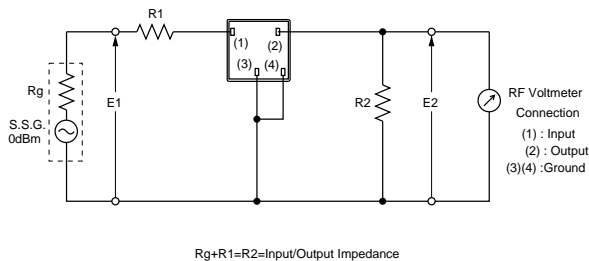 R1
(1)
(2)
(3)
(4)
Rg
E1
R2
E2
S.S.G.
0dBm
RF Voltmeter
Connection
(1) : Input
(2) : Output
(3)(4) :Ground
Rg+R1=R2=Input/Output Impedance